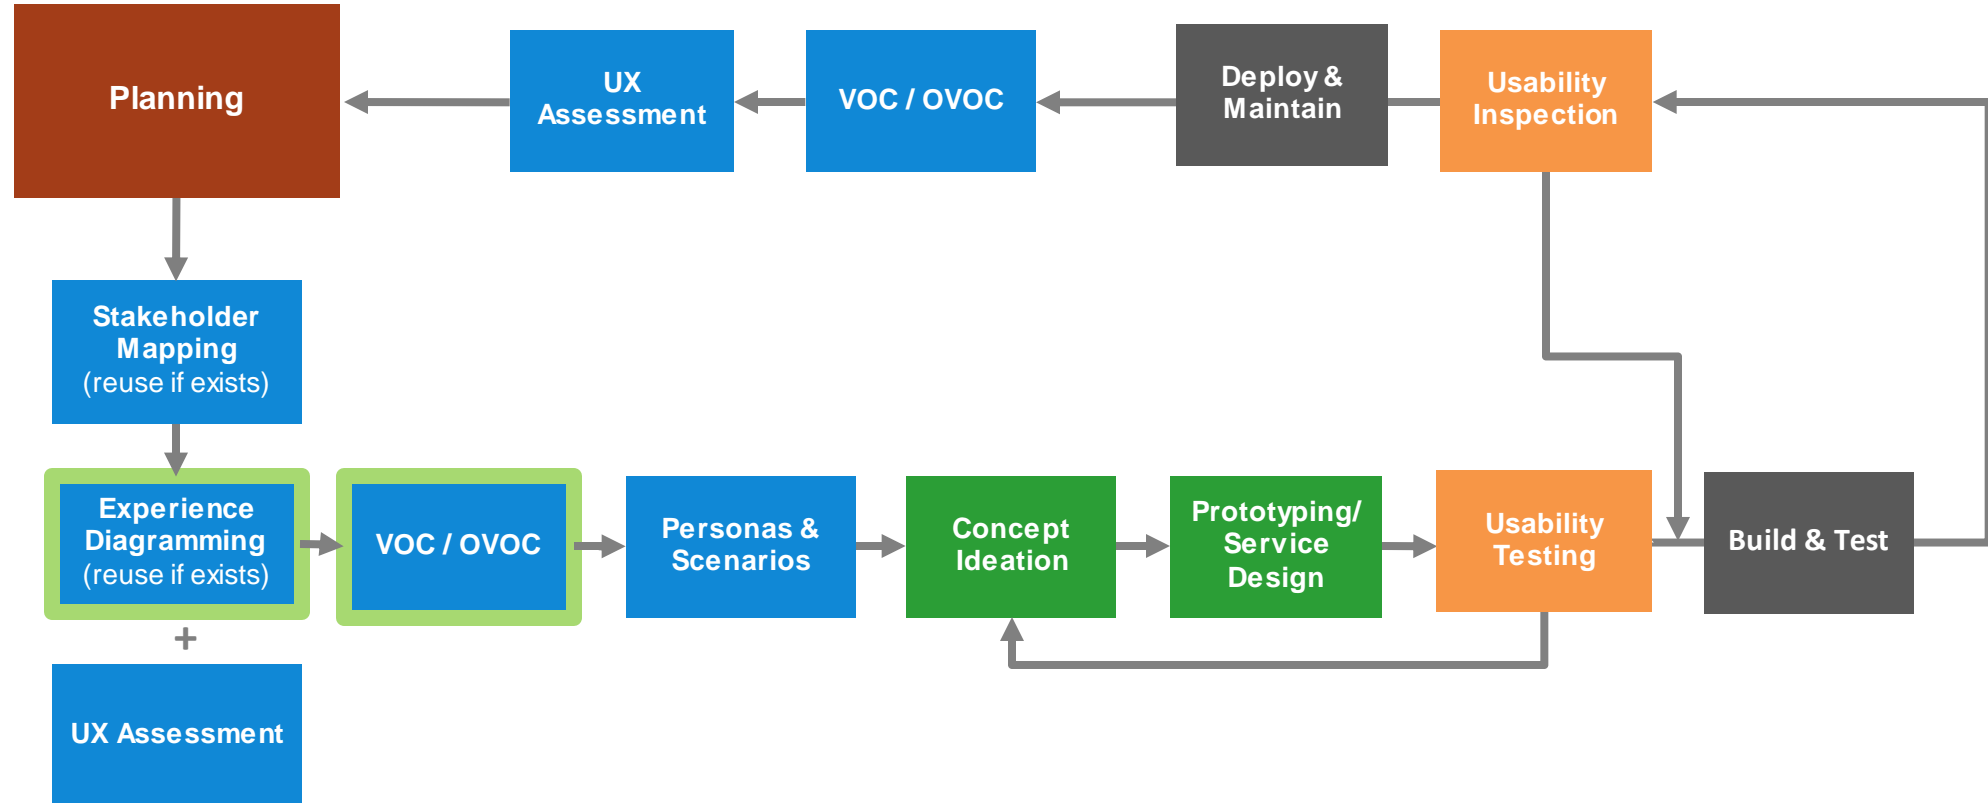 Planning
UX
Assessment
VOC / OVOC
Deploy &
Maintain
Usability
Inspection
Stakeholder
Mapping
(reuse if exists)
Experience
Diagramming
(reuse if exists)
VOC / OVOC
Personas &
Scenarios
Concept
Ideation
Prototyping/
Service
Design
Usability
Testing
Build & Test
+
UX Assessment